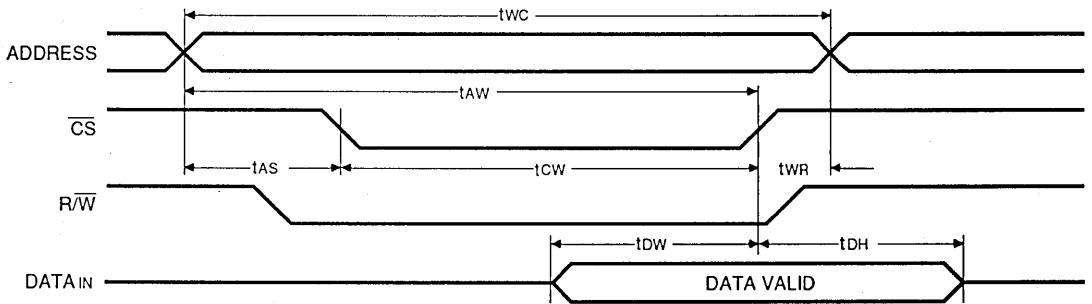 tWC
ADDRESS
tAW
CS
tAS tCW tWR
R/W
tDW tDH
DATA IN DATA VALID